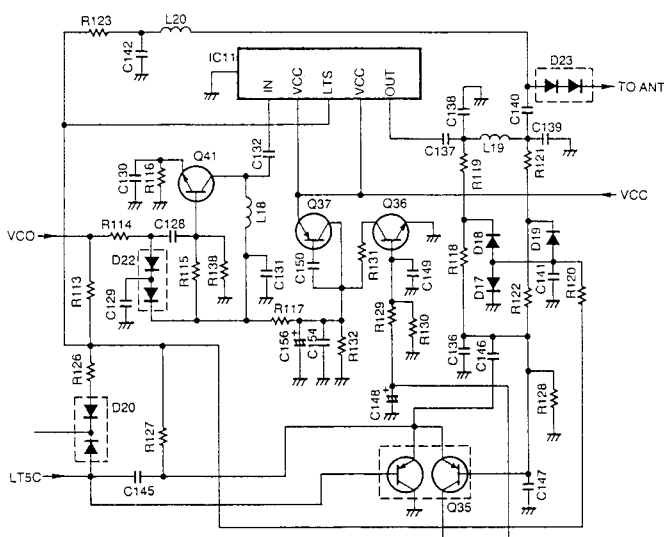 R123
L20
C142
IC11
IN
VCC
LTS
VCC
OUT
D23
TO ANT
C138
C140
C137
L19
C139
R119
R121
C132
Q41
C130
R116
L18
Q37
Q36
VCC
VCO
R114
C128
D22
R115
R138
C131
C150
R131
C149
R118
D18
D19
D17
C141
R122
R120
R113
C129
R117
C156
+
C154
R132
R129
R130
C136
C146
R126
D20
R127
C148
+
R128
LT5C
C145
Q35
C147